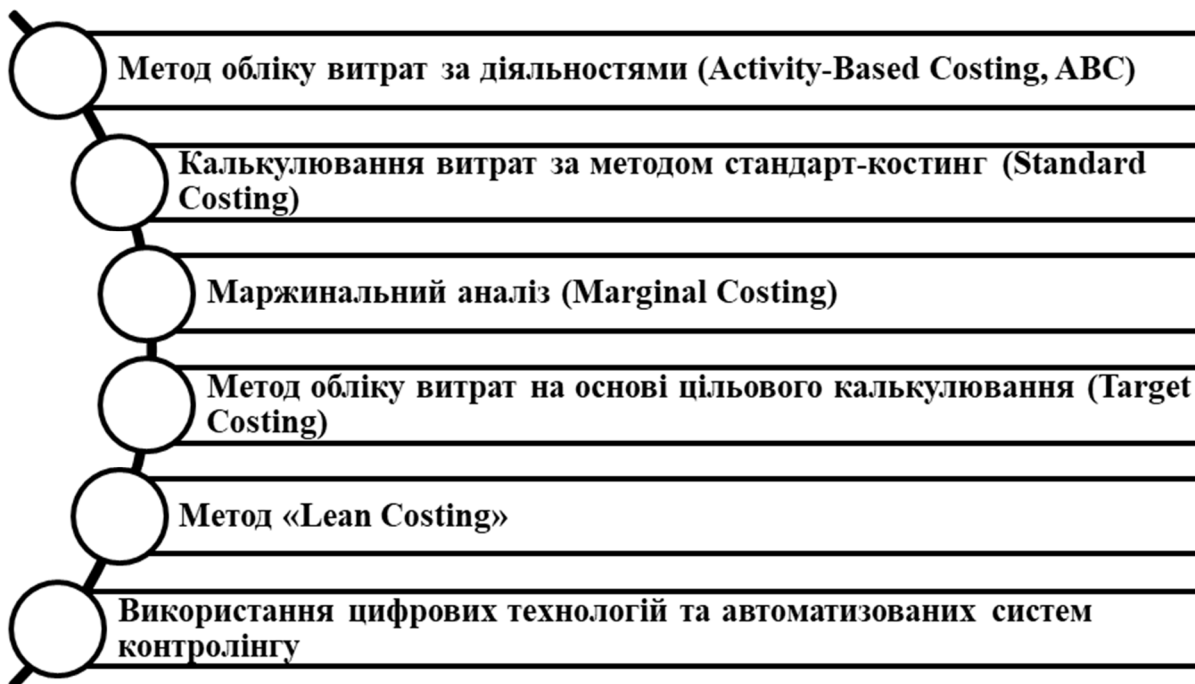 Метод обліку витрат за діяльностями (Activity-Based Costing, ABC)
Калькулювання витрат за методом стандарт-костинг (Standard
Costing)
Маржинальний аналіз (Marginal Costing)
Метод обліку витрат на основі цільового калькулювання (Target
Costing)
Метод «Lean Costing»
Використання цифрових технологій та автоматизованих систем
контролінгу